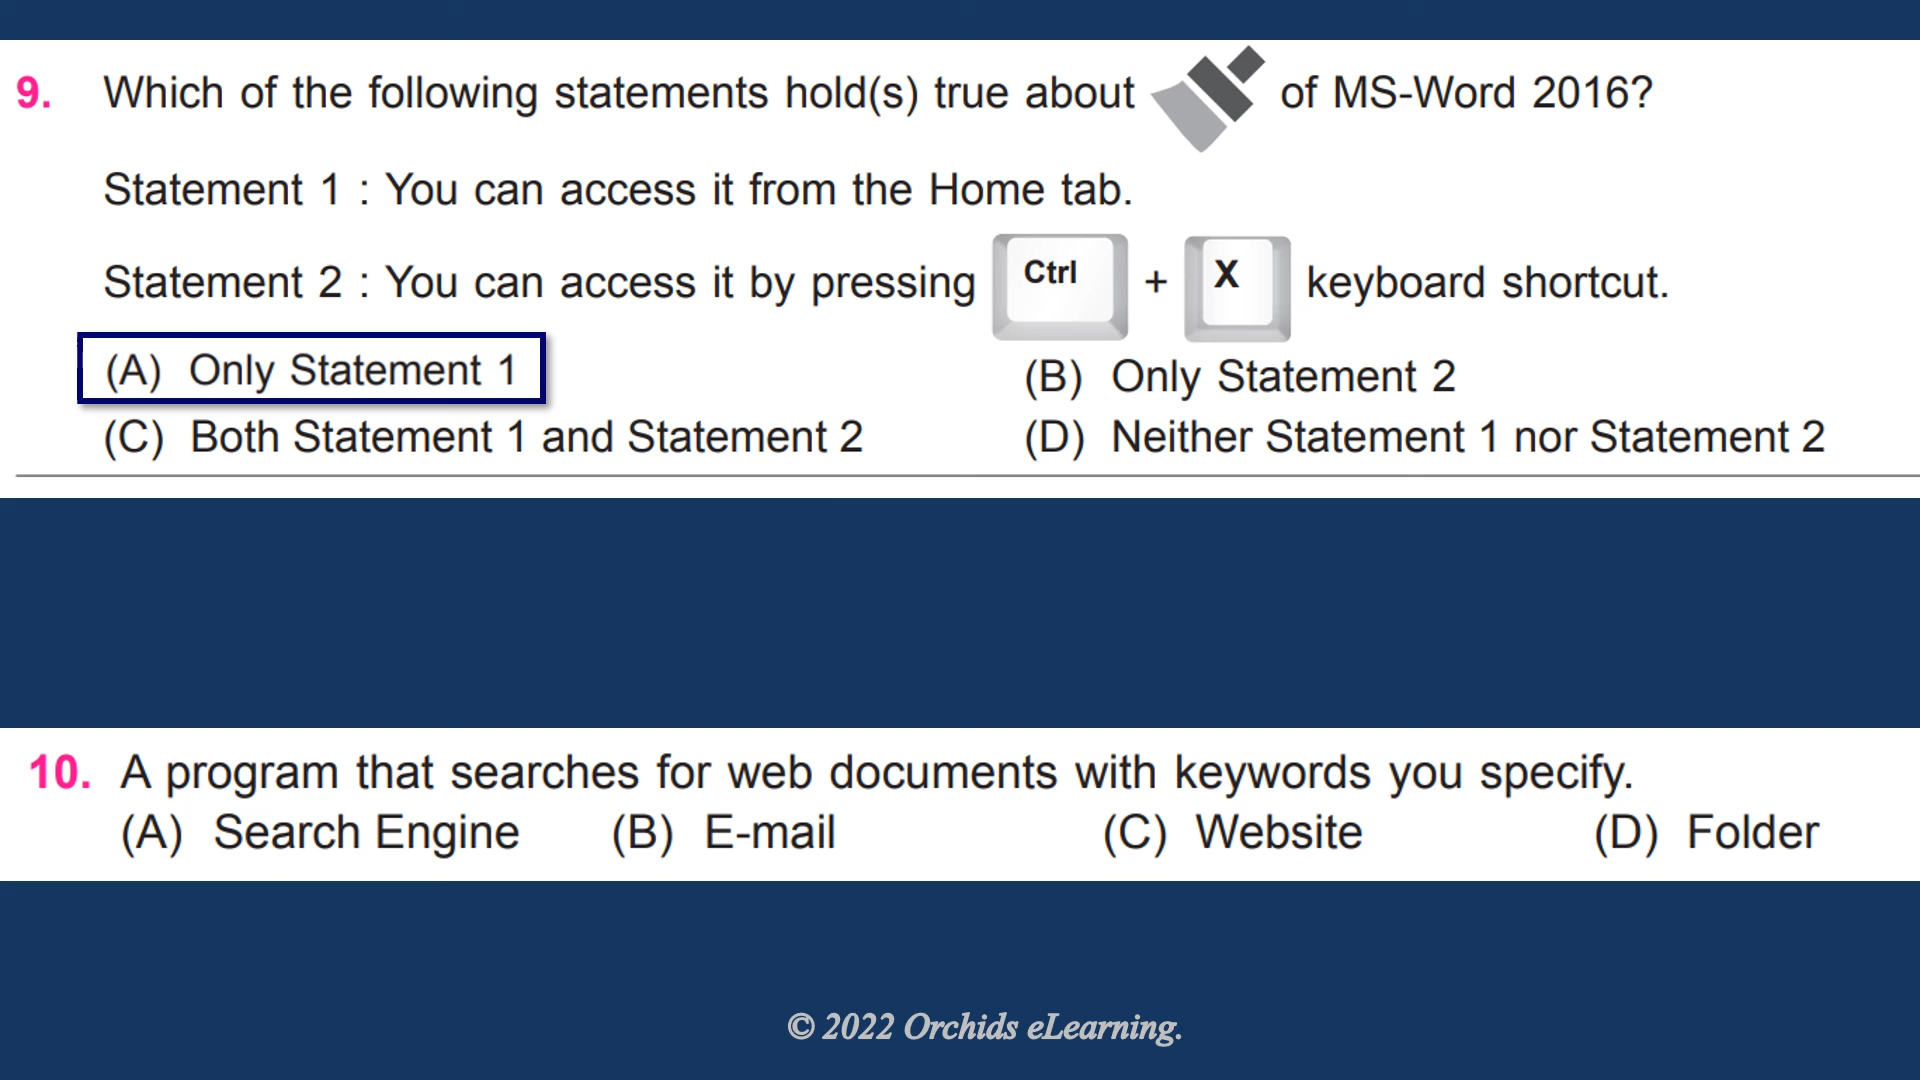 9. Which of the following statements hold(s) true about of MS-Word 2016?
Statement 1 : You can access it from the Home tab.
Statement 2 : You can access it by pressing Ctrl + X keyboard shortcut.
(A) Only Statement 1 (B) Only Statement 2
(C) Both Statement 1 and Statement 2 (D) Neither Statement 1 nor Statement 2
10. A program that searches for web documents with keywords you specify.
(A) Search Engine (B) E-mail (C) Website (D) Folder
© 2022 Orchids eLearning.